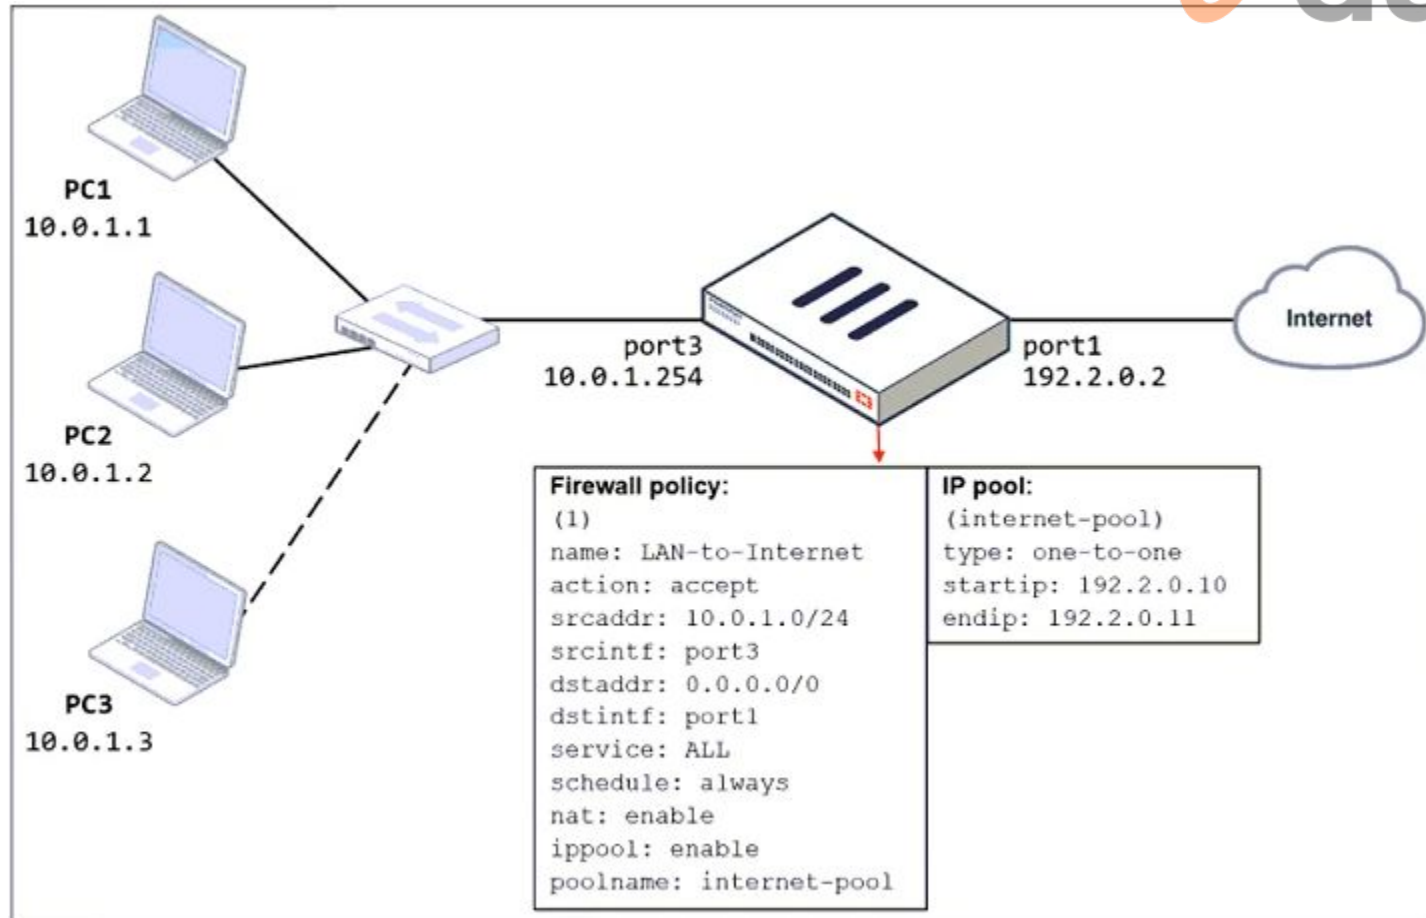 PC1
10.0.1.1
PC2
10.0.1.2
PC3
10.0.1.3
port3
10.0.1.254
port1
192.2.0.2
Internet
Firewall policy:
(1)
name: LAN-to-Internet
action: accept
srcaddr: 10.0.1.0/24
srcintf: port3
dstaddr: 0.0.0.0/0
dstintf: port1
service: ALL
schedule: always
nat: enable
ippool: enable
poolname: internet-pool
IP pool:
(internet-pool)
type: one-to-one
startip: 192.2.0.10
endip: 192.2.0.11